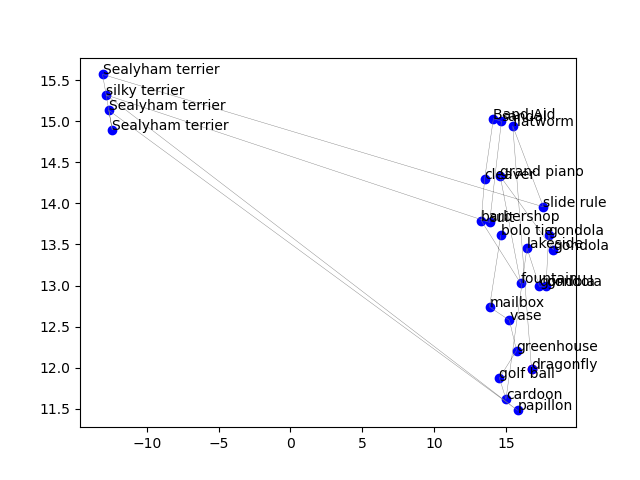 Sealyham terrier
silky terrier
Sealyham terrier
Sealyham terrier
Band Aid
flatworm
cleaver
grand piano
slide rule
barbershop
bolo tie
gondola
lakeside
gondola
fountain
gondola
mailbox
vase
greenhouse
dragonfly
golf ball
cardoon
papillon
15.5
15.0
14.5
14.0
13.5
13.0
12.5
12.0
11.5
−10
−5
0
5
10
15